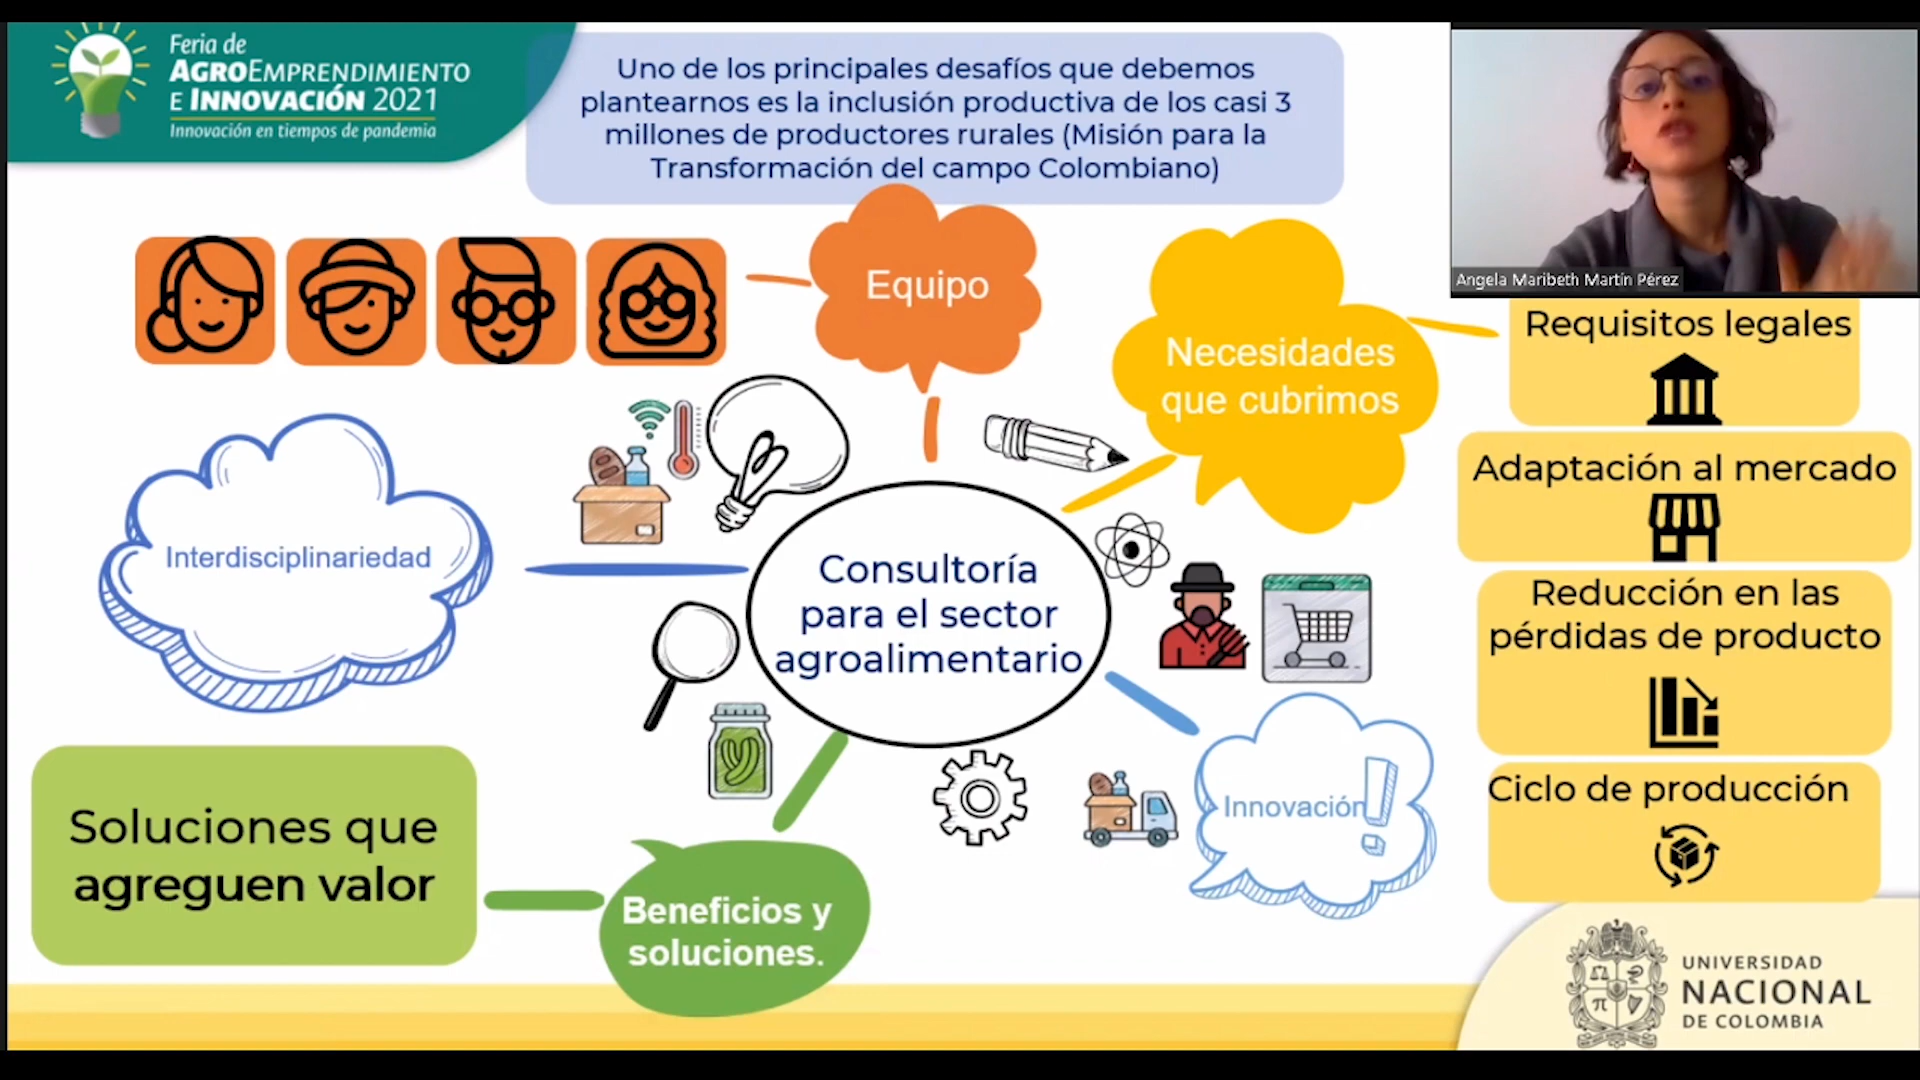 Feria de
AGROEMPRENDIMIENTO
E INNOVACIÓN 2021
Innovación en tiempos de pandemia
Uno de los principales desafíos que debemos
plantearnos es la inclusión productiva de los casi 3
millones de productores rurales (Misión para la
Transformación del campo Colombiano)
Angela Maribeth Martín Pérez
Equipo
Necesidades
que cubrimos
Requisitos legales
Adaptación al mercado
Reducción en las
pérdidas de producto
Ciclo de producción
Interdisciplinariedad
Consultoría
para el sector
agroalimentario
Innovación
Soluciones que
agreguen valor
Beneficios y
soluciones.
UNIVERSIDAD
NACIONAL
DE COLOMBIA